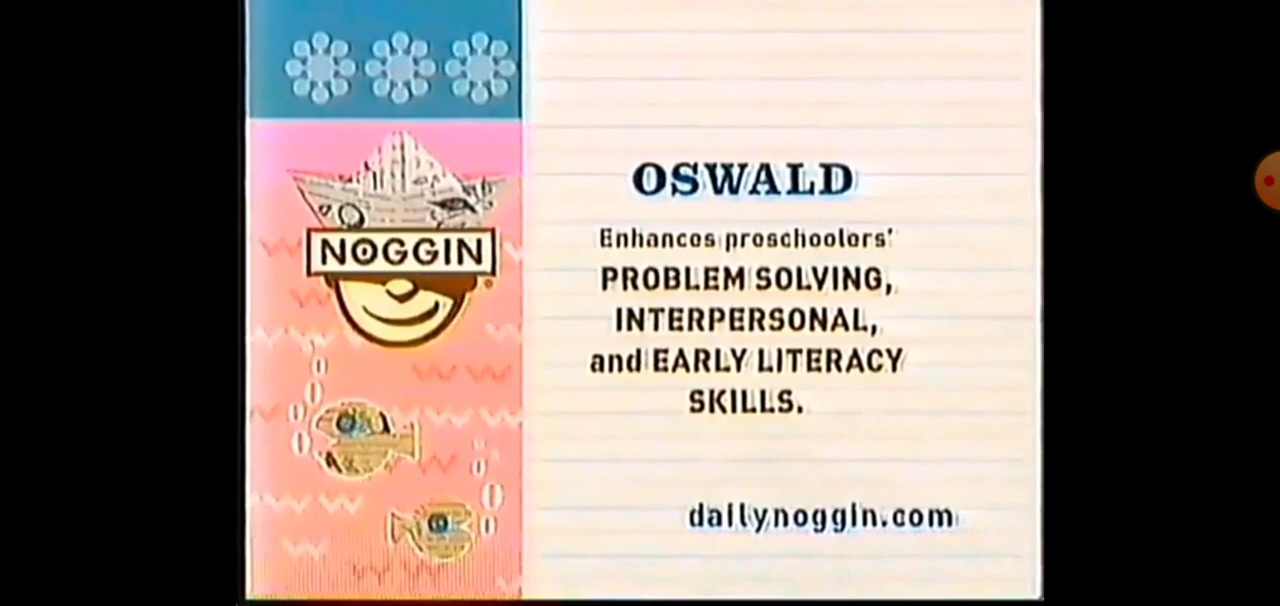 NOGGIN
OSWALD
Enhances preschoolers'
PROBLEM SOLVING,
INTERPERSONAL,
and EARLY LITERACY
SKILLS.
dailynoggin.com